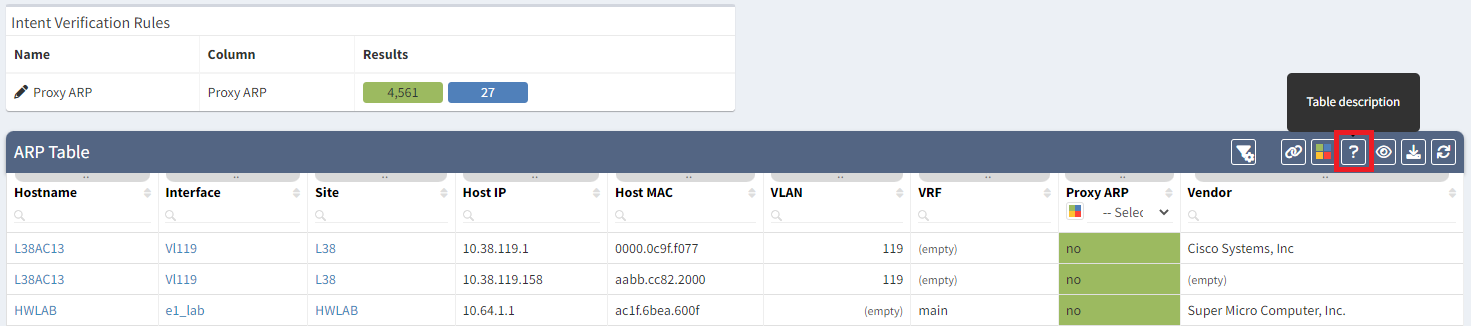 Intent Verification Rules
Name Column Results
Proxy ARP Proxy ARP 4,561 27
Table description
ARP Table ?
Hostname Interface Site Host IP Host MAC VLAN VRF Proxy ARP Vendor
-- Selec
L38AC13 Vl119 L38 10.38.119.1 0000.0c9f.f077 119 (empty) no Cisco Systems, Inc
L38AC13 Vl119 L38 10.38.119.158 aabb.cc82.2000 119 (empty) no (empty)
HWLAB e1_lab HWLAB 10.64.1.1 ac1f.6bea.600f (empty) main no Super Micro Computer, Inc.